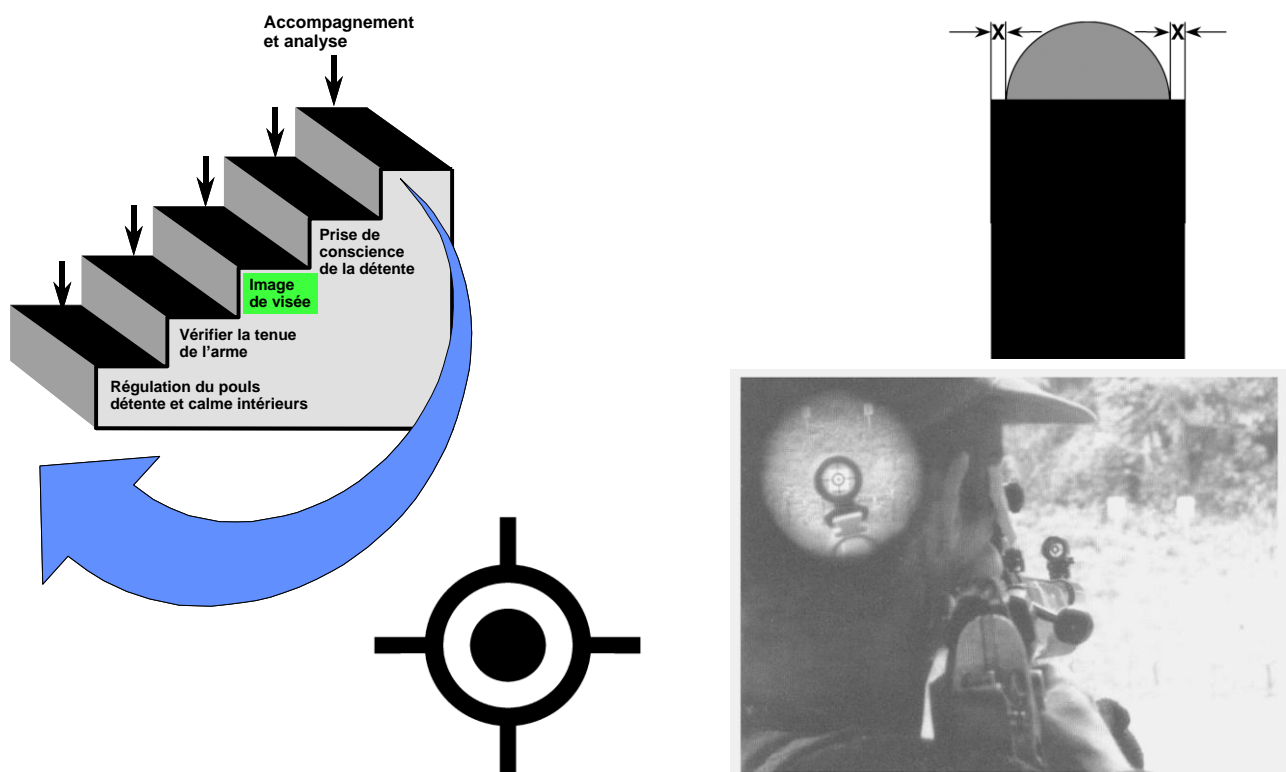 Accompagnement
et analyse
Prise de
conscience
de la détente
Image
de visée
Vérifier la tenue
de l’arme
Régulation du pouls
détente et calme intérieurs
X
X